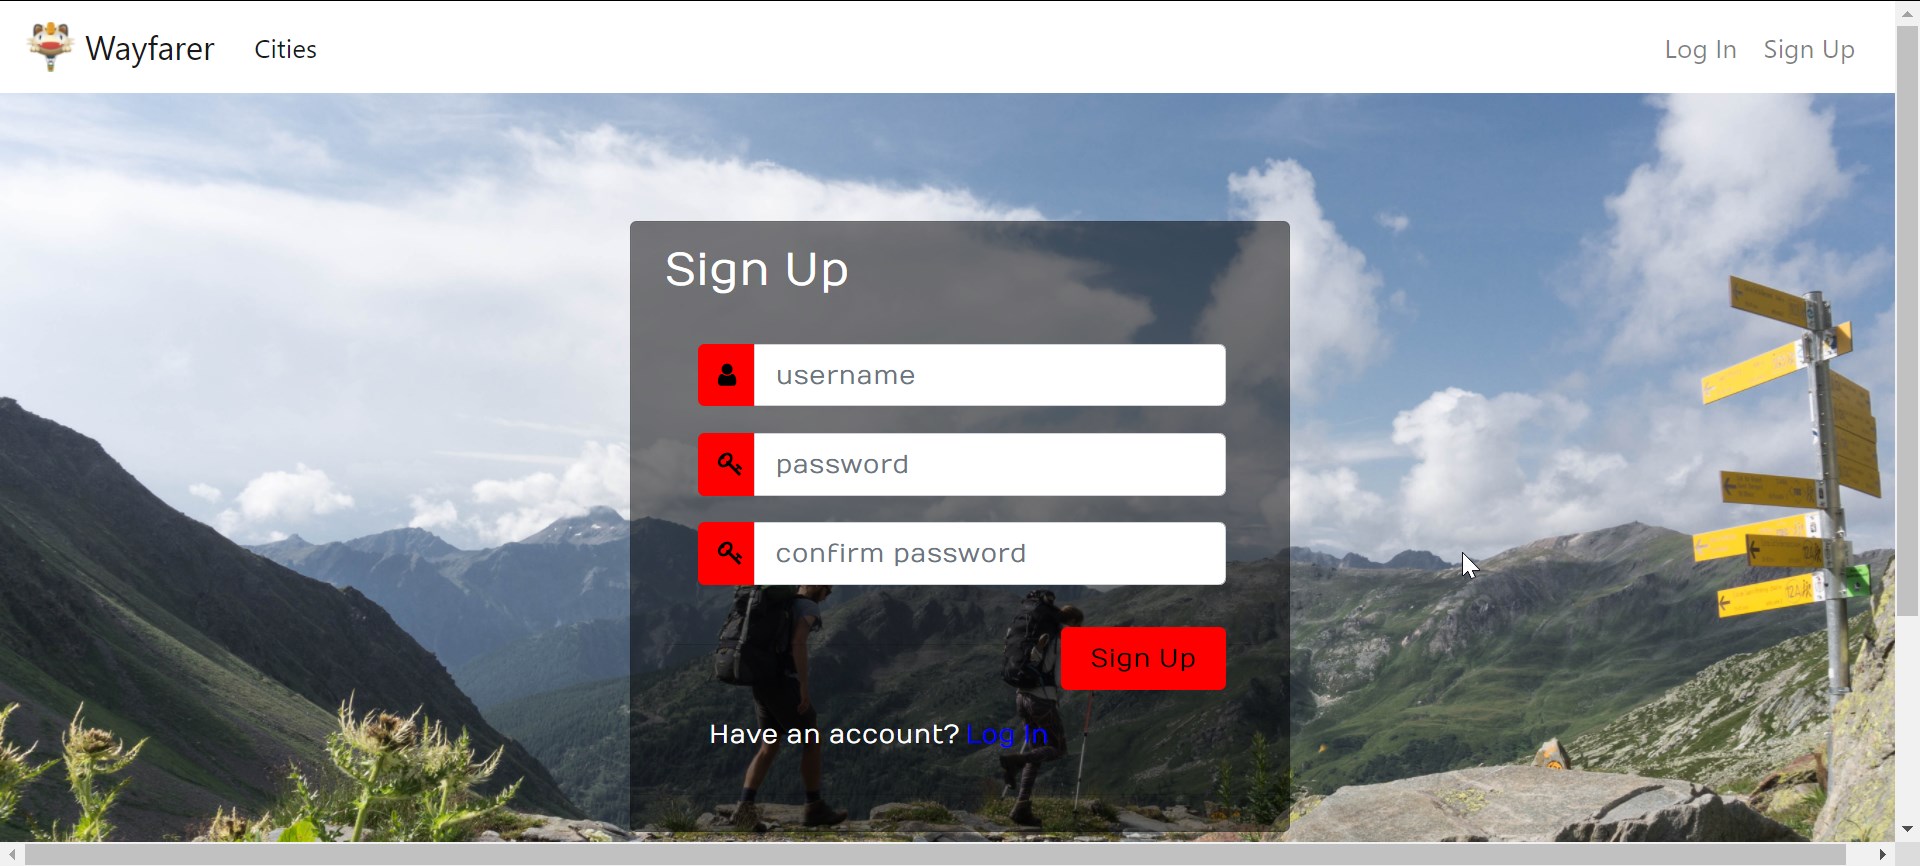 Wayfarer Cities Log In Sign Up
Sign Up
username
password
confirm password
Sign Up
Have an account? Log In